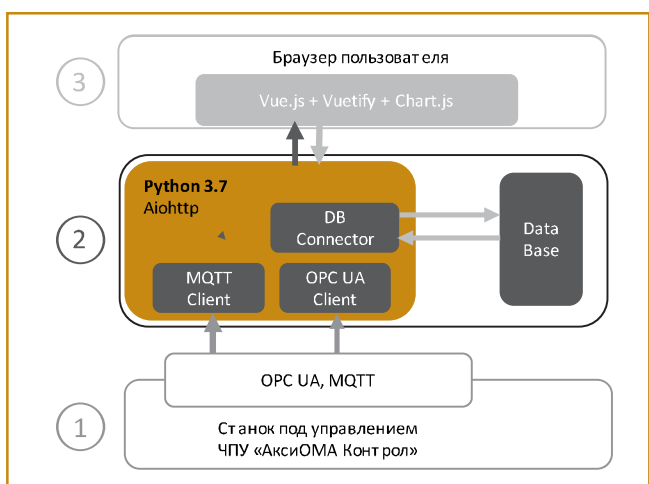 3
Браузер пользователя
Vue.js + Vuetify + Chart.js
2
Python 3.7
Aiohttp
DB
Connector
Data
Base
MQTT
Client
OPC UA
Client
1
OPC UA, MQTT
Станок под управлением
ЧПУ «АксиОМА Контрол»